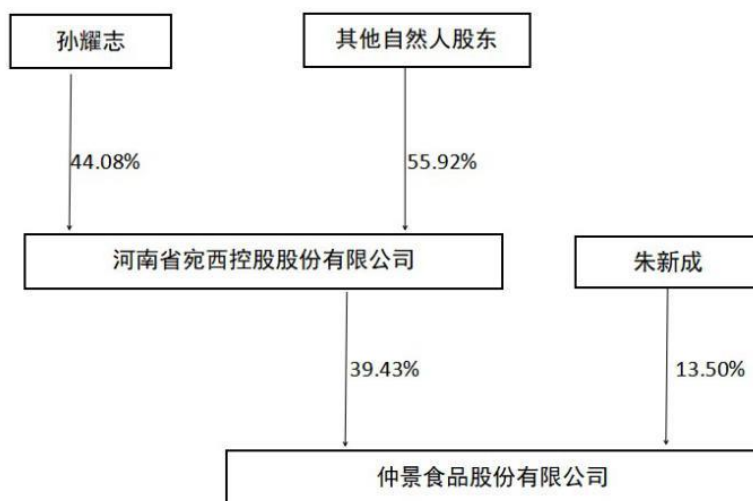 孙耀志
其他自然人股东
44.08%
55.92%
河南省宛西控股股份有限公司
朱新成
39.43%
13.50%
仲景食品股份有限公司